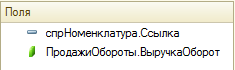 Поля
спрНоменклатура.Ссылка
ПродажиОбороты.ВыручкаОборот